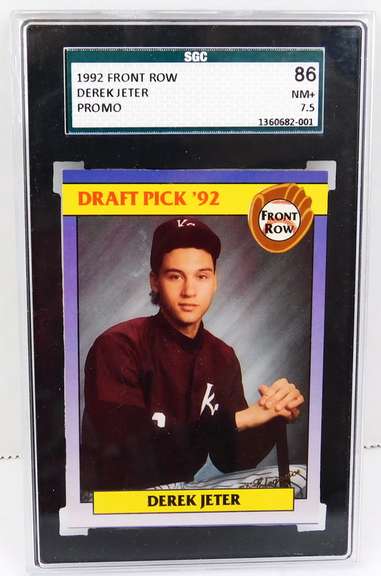 SGC
1992 FRONT ROW
DEREK JETER
PROMO
86
NM+
7.5
1360682-001
DRAFT PICK '92
FRONT
ROW
K
K
DEREK JETER